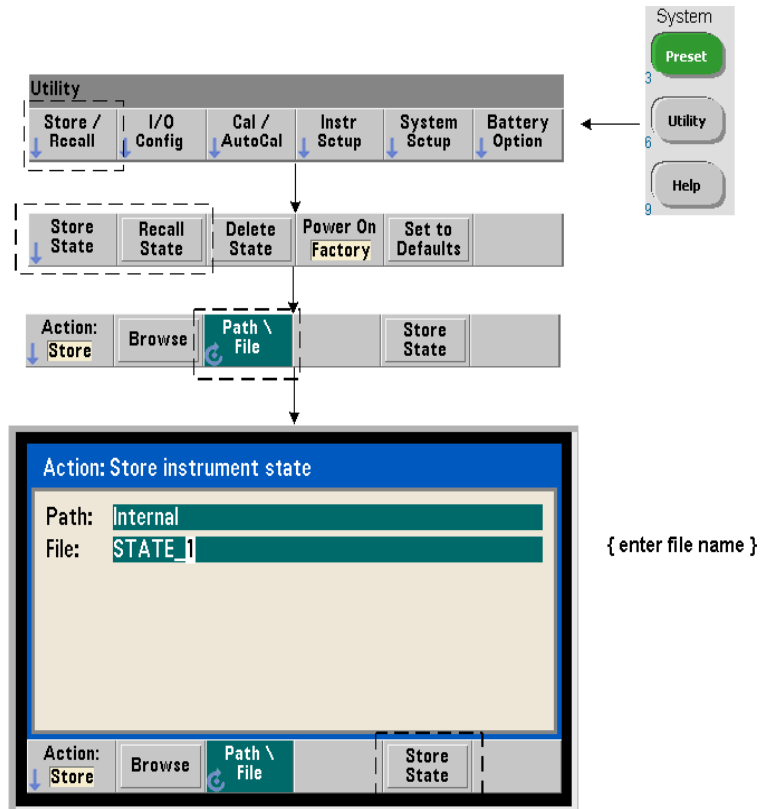 System
Preset
3
Utility
6
Help
9
Utility
Store / Recall
I/O Config
Cal / AutoCal
Instr Setup
System Setup
Battery Option
Store State
Recall State
Delete State
Power On Factory
Set to Defaults
Action: Store
Browse
Path \ File
Store State
Action: Store instrument state
Path: Internal
File: STATE_1
{ enter file name }
Action: Store
Browse
Path \ File
Store State